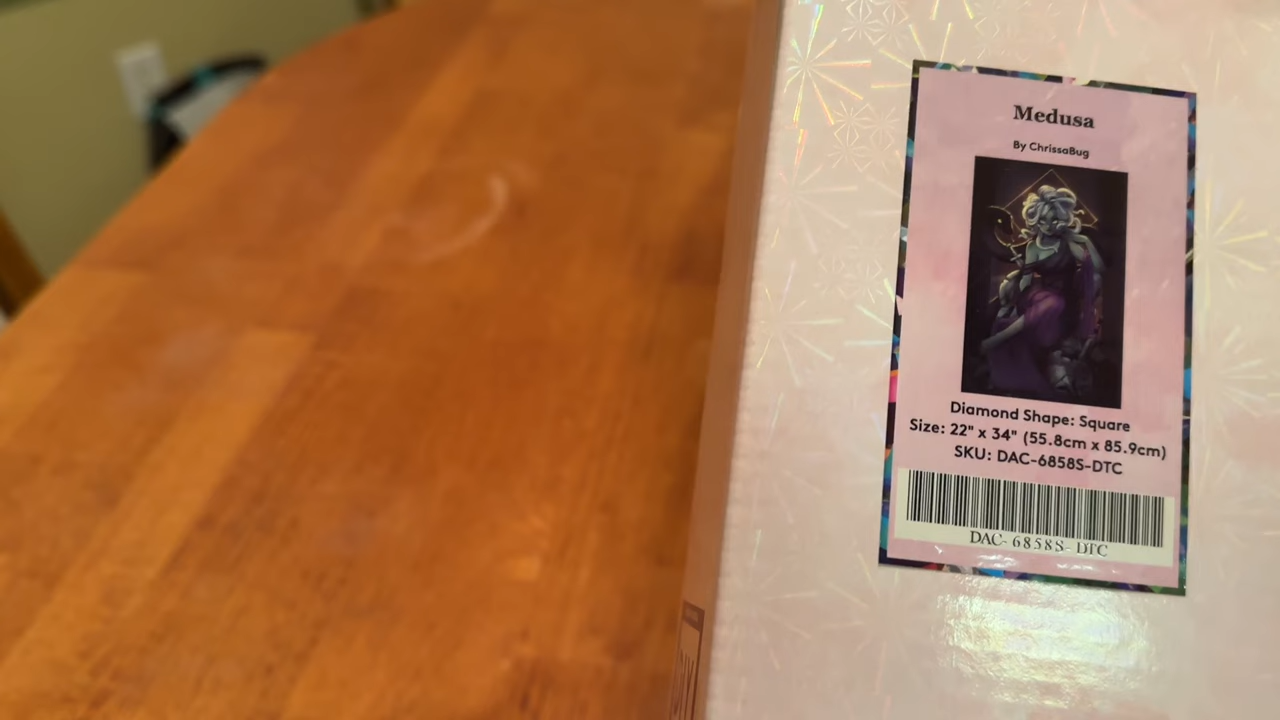 Medusa
By ChrissaBug
Diamond Shape: Square
Size: 22" x 34" (55.8cm x 85.9cm)
SKU: DAC-6858S-DTC
DAC-6858S-DTC